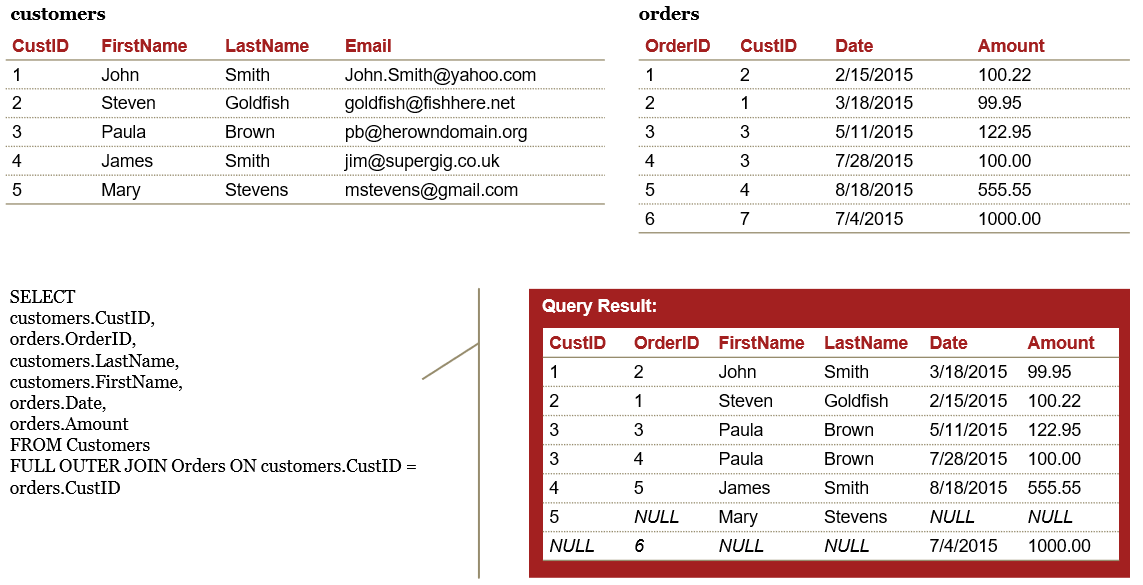 customers
CustID FirstName LastName Email
1 John Smith John.Smith@yahoo.com
2 Steven Goldfish goldfish@fishhere.net
3 Paula Brown pb@herowndomain.org
4 James Smith jim@supergig.co.uk
5 Mary Stevens mstevens@gmail.com
orders
OrderID CustID Date Amount
1 2 2/15/2015 100.22
2 1 3/18/2015 99.95
3 3 5/11/2015 122.95
4 3 7/28/2015 100.00
5 4 8/18/2015 555.55
6 7 7/4/2015 1000.00
SELECT
customers.CustID,
orders.OrderID,
customers.LastName,
customers.FirstName,
orders.Date,
orders.Amount
FROM Customers
FULL OUTER JOIN Orders ON customers.CustID =
orders.CustID
Query Result:
CustID OrderID FirstName LastName Date Amount
1 2 John Smith 3/18/2015 99.95
2 1 Steven Goldfish 2/15/2015 100.22
3 3 Paula Brown 5/11/2015 122.95
3 4 Paula Brown 7/28/2015 100.00
4 5 James Smith 8/18/2015 555.55
5 NULL Mary Stevens NULL NULL
NULL 6 NULL NULL 7/4/2015 1000.00